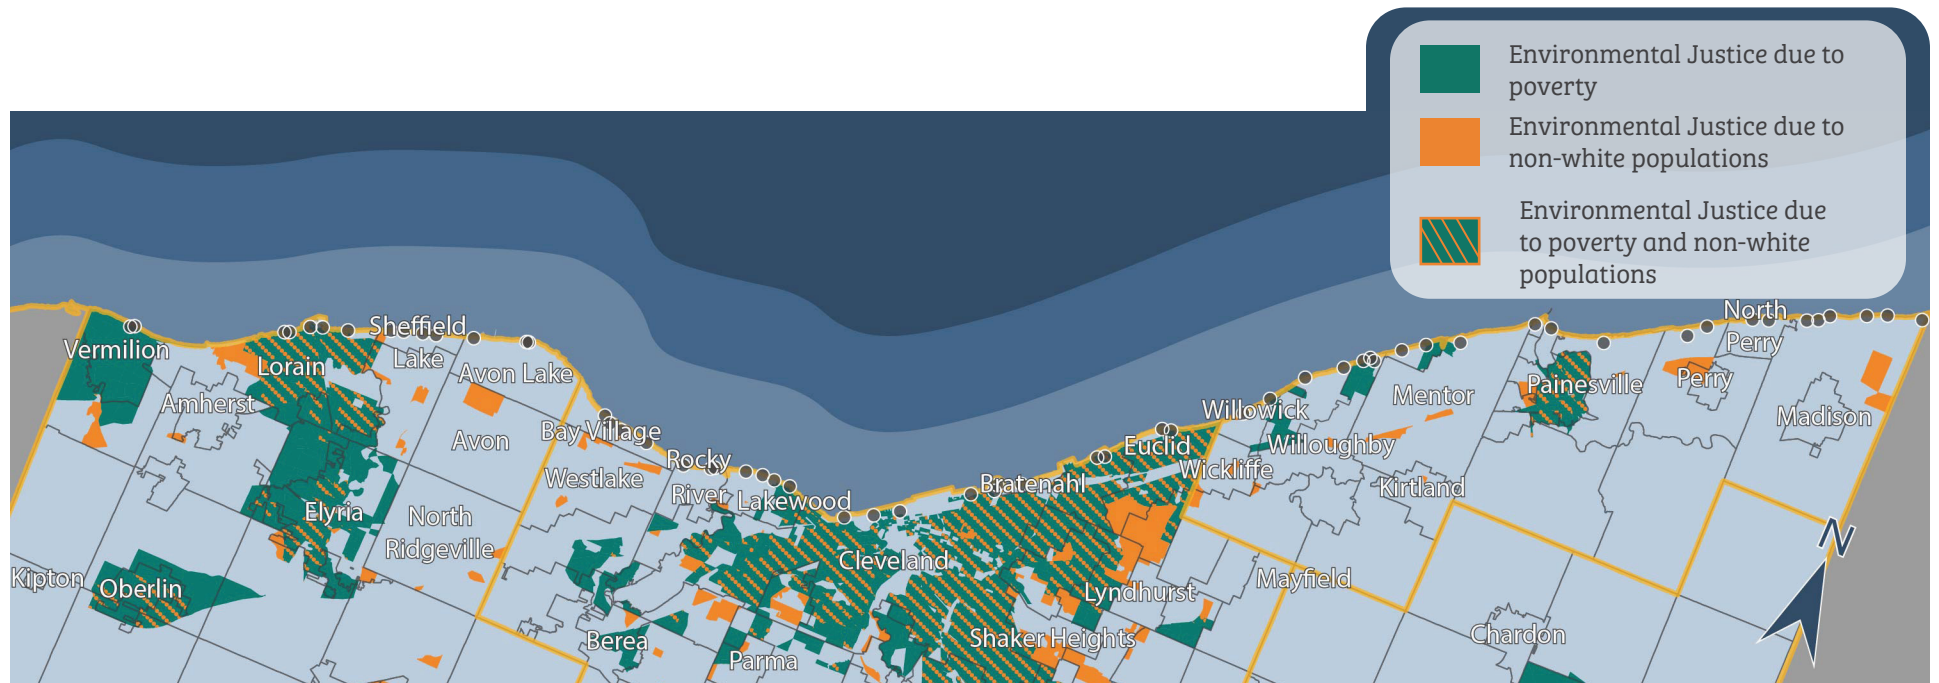 Environmental Justice due to
poverty
Environmental Justice due to
non-white populations
Environmental Justice due
to poverty and non-white
populations
North
Perry
Sheffield
Lake
Vermilion
Lorain
Avon Lake
Amherst
Avon
Bay Village
Westlake
Rocky
River
Lakewood
Elyria
North
Ridgeville
Kipton
Oberlin
Berea
Parma
Cleveland
Bratenahl
Euclid
Willowick
Wickliffe
Willoughby
Mentor
Kirtland
Painesville
Perry
Madison
Lyndhurst
Mayfield
Shaker Heights
Chardon
N